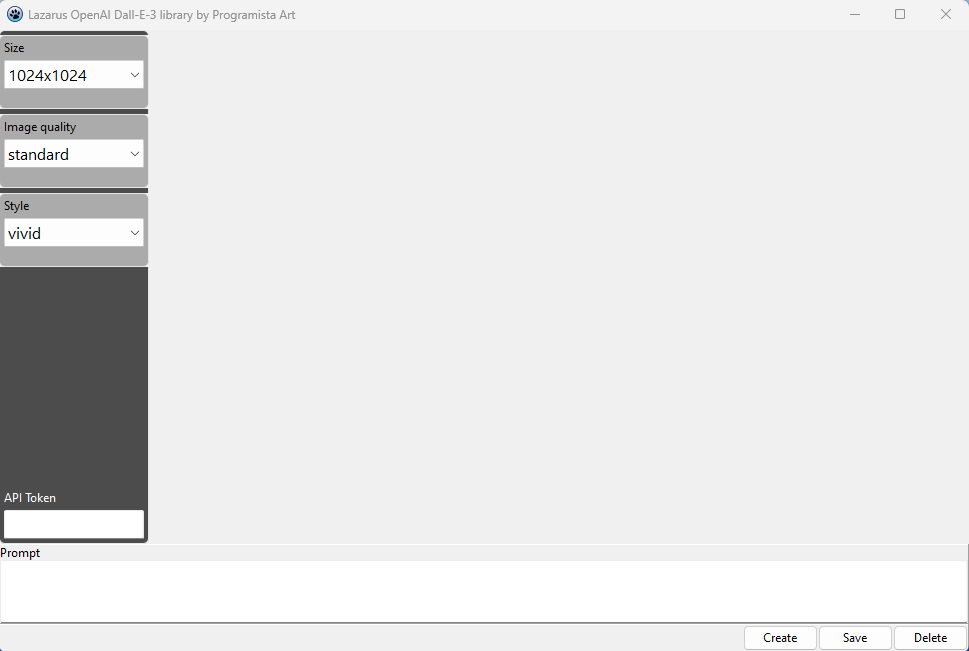 Lazarus OpenAI Dall-E-3 library by Programista Art
Size
1024x1024
Image quality
standard
Style
vivid
API Token
Prompt
Create Save Delete